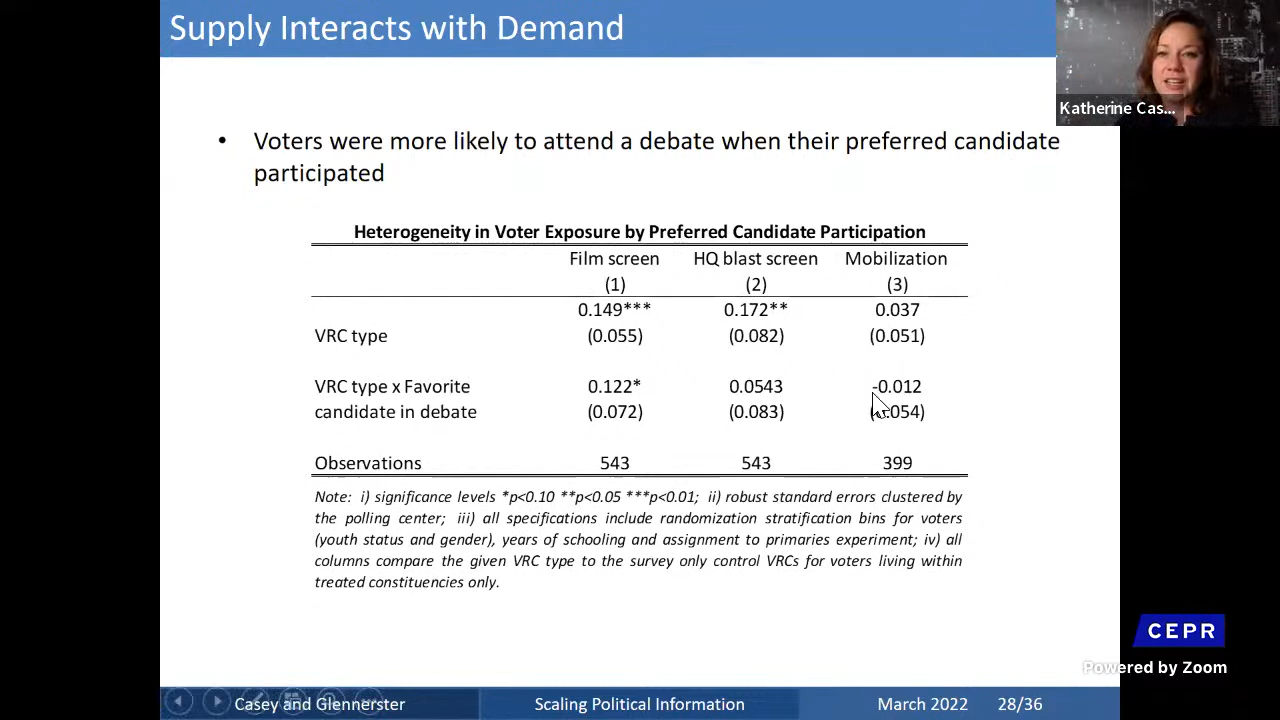 Supply Interacts with Demand
Katherine Cas...
• Voters were more likely to attend a debate when their preferred candidate
participated
Heterogeneity in Voter Exposure by Preferred Candidate Participation
Film screen HQ blast screen Mobilization
(1) (2) (3)
0.149*** 0.172** 0.037
VRC type (0.055) (0.082) (0.051)
VRC type x Favorite 0.122* 0.0543 -0.012
candidate in debate (0.072) (0.083) .054)
Observations 543 543 399
Note: i) significance levels *p<0.10 **p<0.05 ***p<0.01; ii) robust standard errors clustered by
the polling center; iii) all specifications include randomization stratification bins for voters
(youth status and gender), years of schooling and assignment to primaries experiment; iv) all
columns compare the given VRC type to the survey only control VRCs for voters living within
treated constituencies only.
CEPR
Powered by Zoom
Casey and Glennerster Scaling Political Information March 2022 28/36